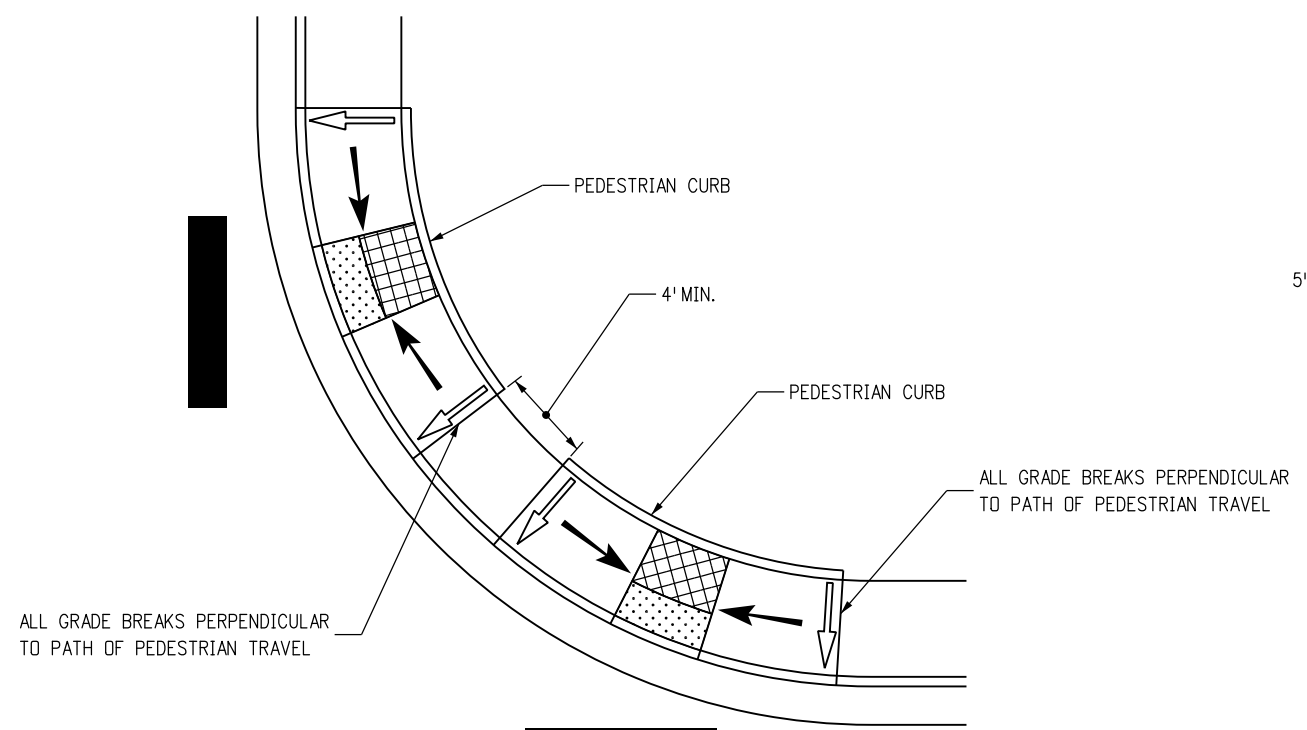 PEDESTRIAN CURB
5'
4' MIN.
PEDESTRIAN CURB
ALL GRADE BREAKS PERPENDICULAR
TO PATH OF PEDESTRIAN TRAVEL
ALL GRADE BREAKS PERPENDICULAR
TO PATH OF PEDESTRIAN TRAVEL